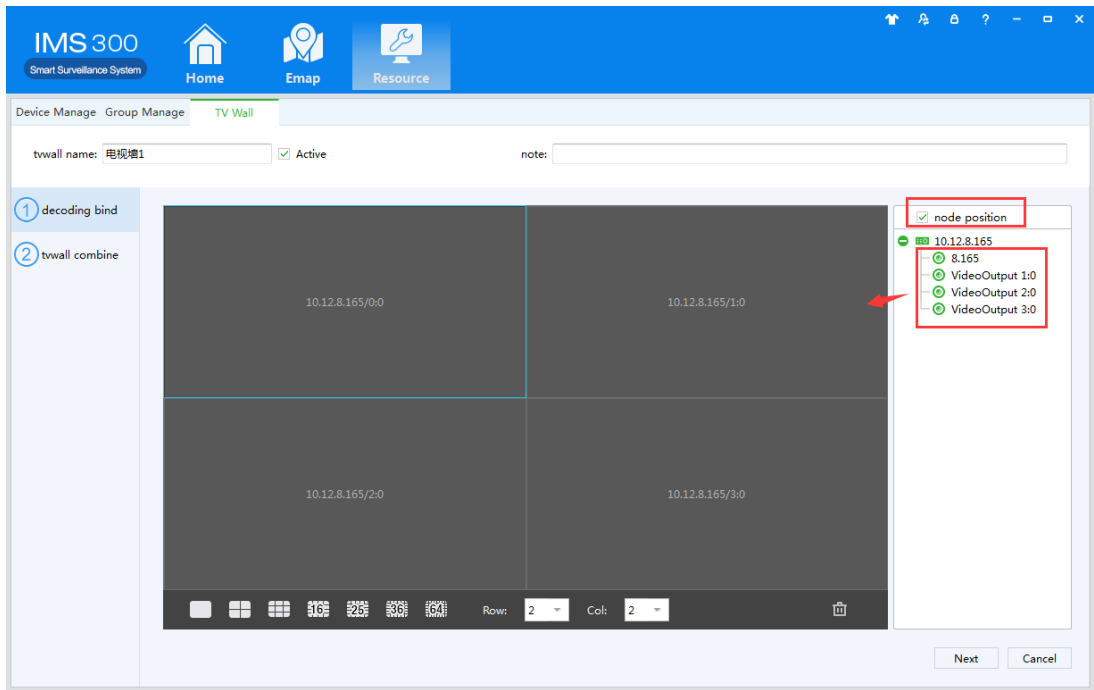 IMS 300
Smart Surveillance System
Home
Emap
Resource
?
Device Manage Group Manage TV Wall
tvwall name: 电视墙1 Active note:
1 decoding bind
2 tvwall combine
10.12.8.165/0:0
10.12.8.165/1:0
10.12.8.165/2:0
10.12.8.165/3:0
16 25 36 64 Row: 2 Col: 2
node position
10.12.8.165
8.165
VideoOutput 1:0
VideoOutput 2:0
VideoOutput 3:0
Next Cancel